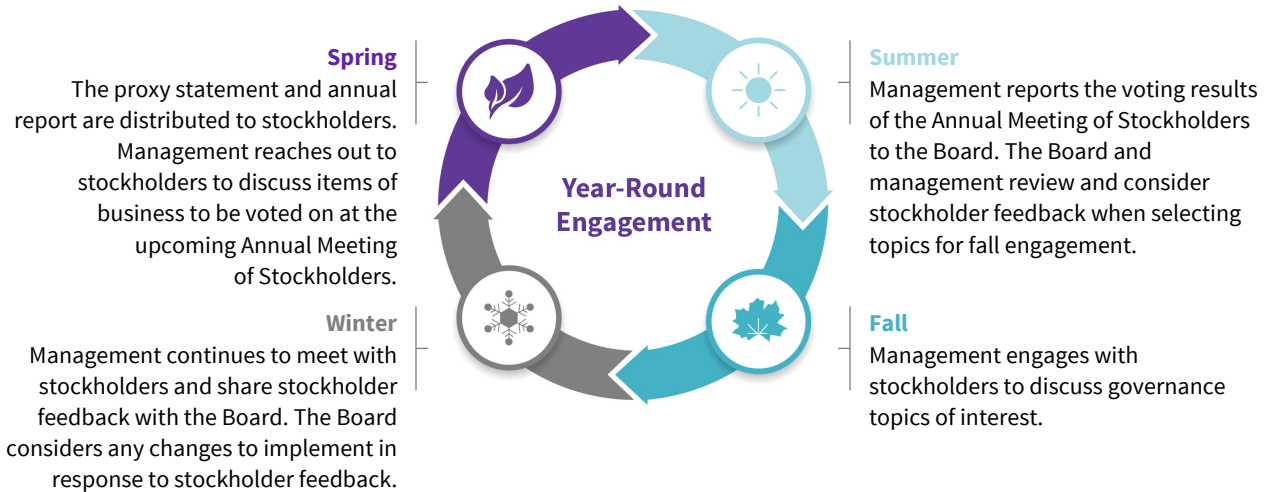 Spring
The proxy statement and annual
report are distributed to stockholders.
Management reaches out to
stockholders to discuss items of
business to be voted on at the
upcoming Annual Meeting
of Stockholders.
Summer
Management reports the voting results
of the Annual Meeting of Stockholders
to the Board. The Board and
management review and consider
stockholder feedback when selecting
topics for fall engagement.
Year-Round
Engagement
Winter
Management continues to meet with
stockholders and share stockholder
feedback with the Board. The Board
considers any changes to implement in
response to stockholder feedback.
Fall
Management engages with
stockholders to discuss governance
topics of interest.